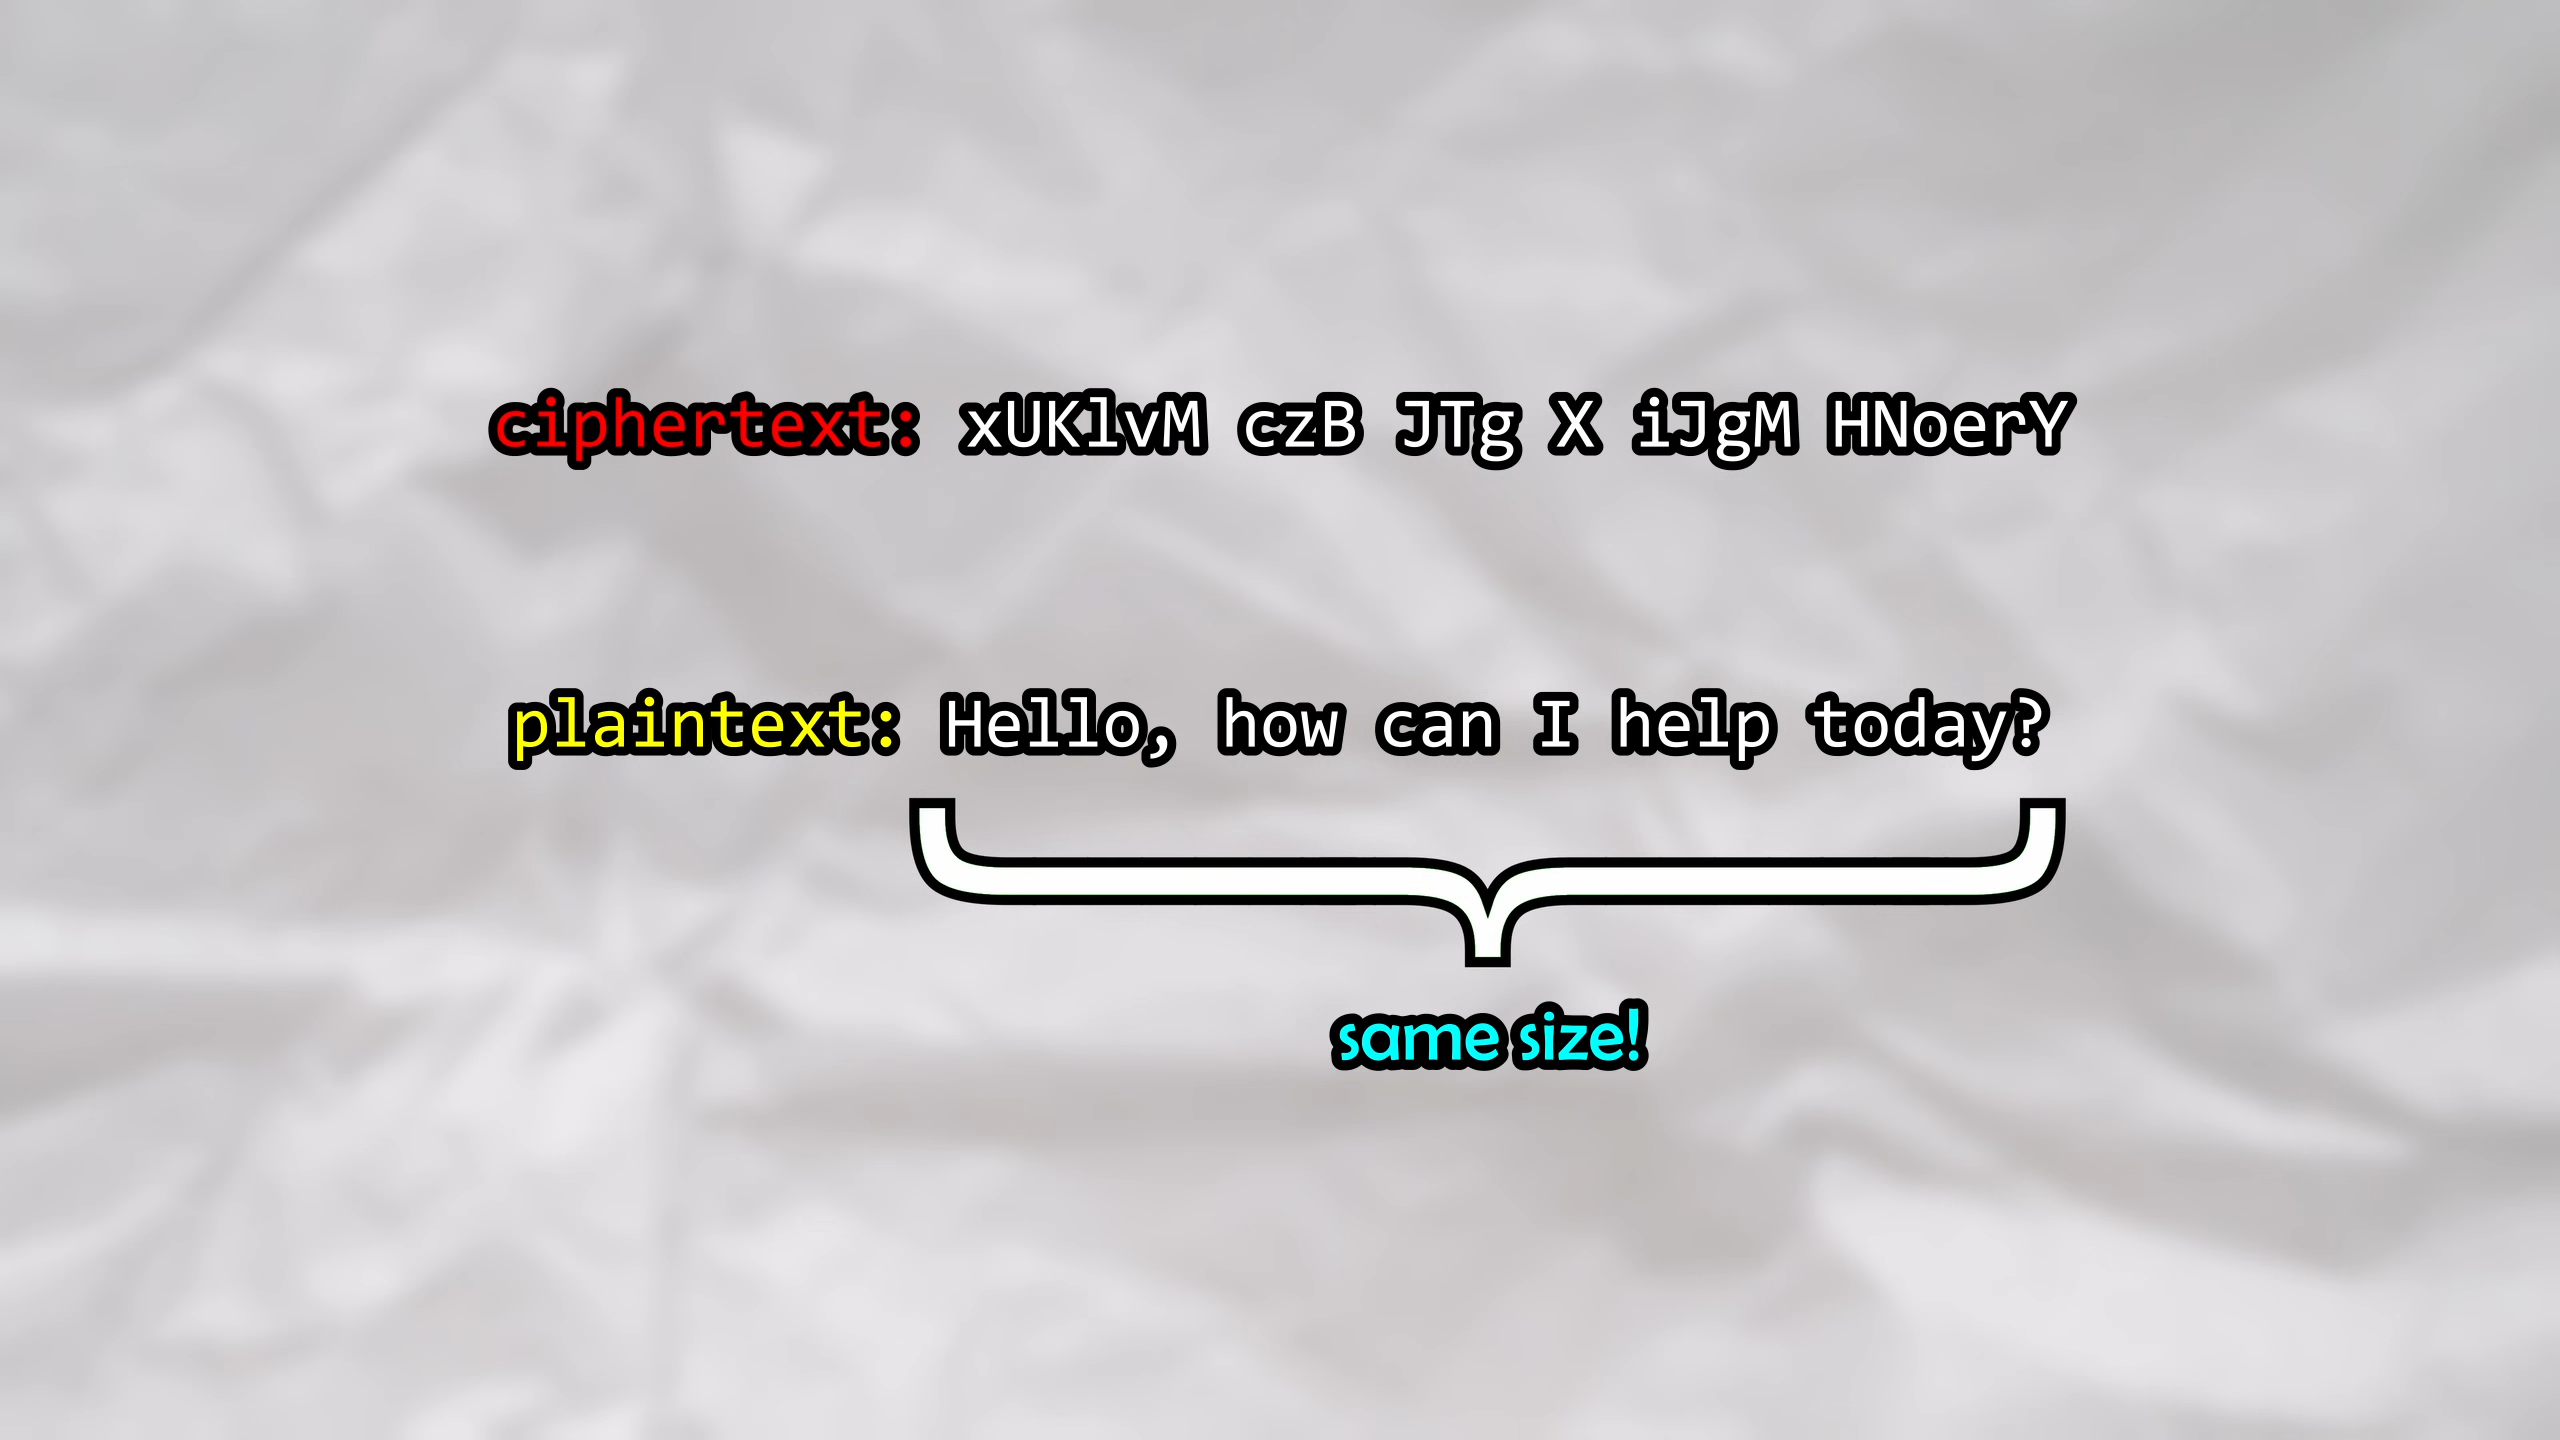 ciphertext: xUKlvM czB JTg X iJgM HNoerY
plaintext: Hello, how can I help today?
same size!